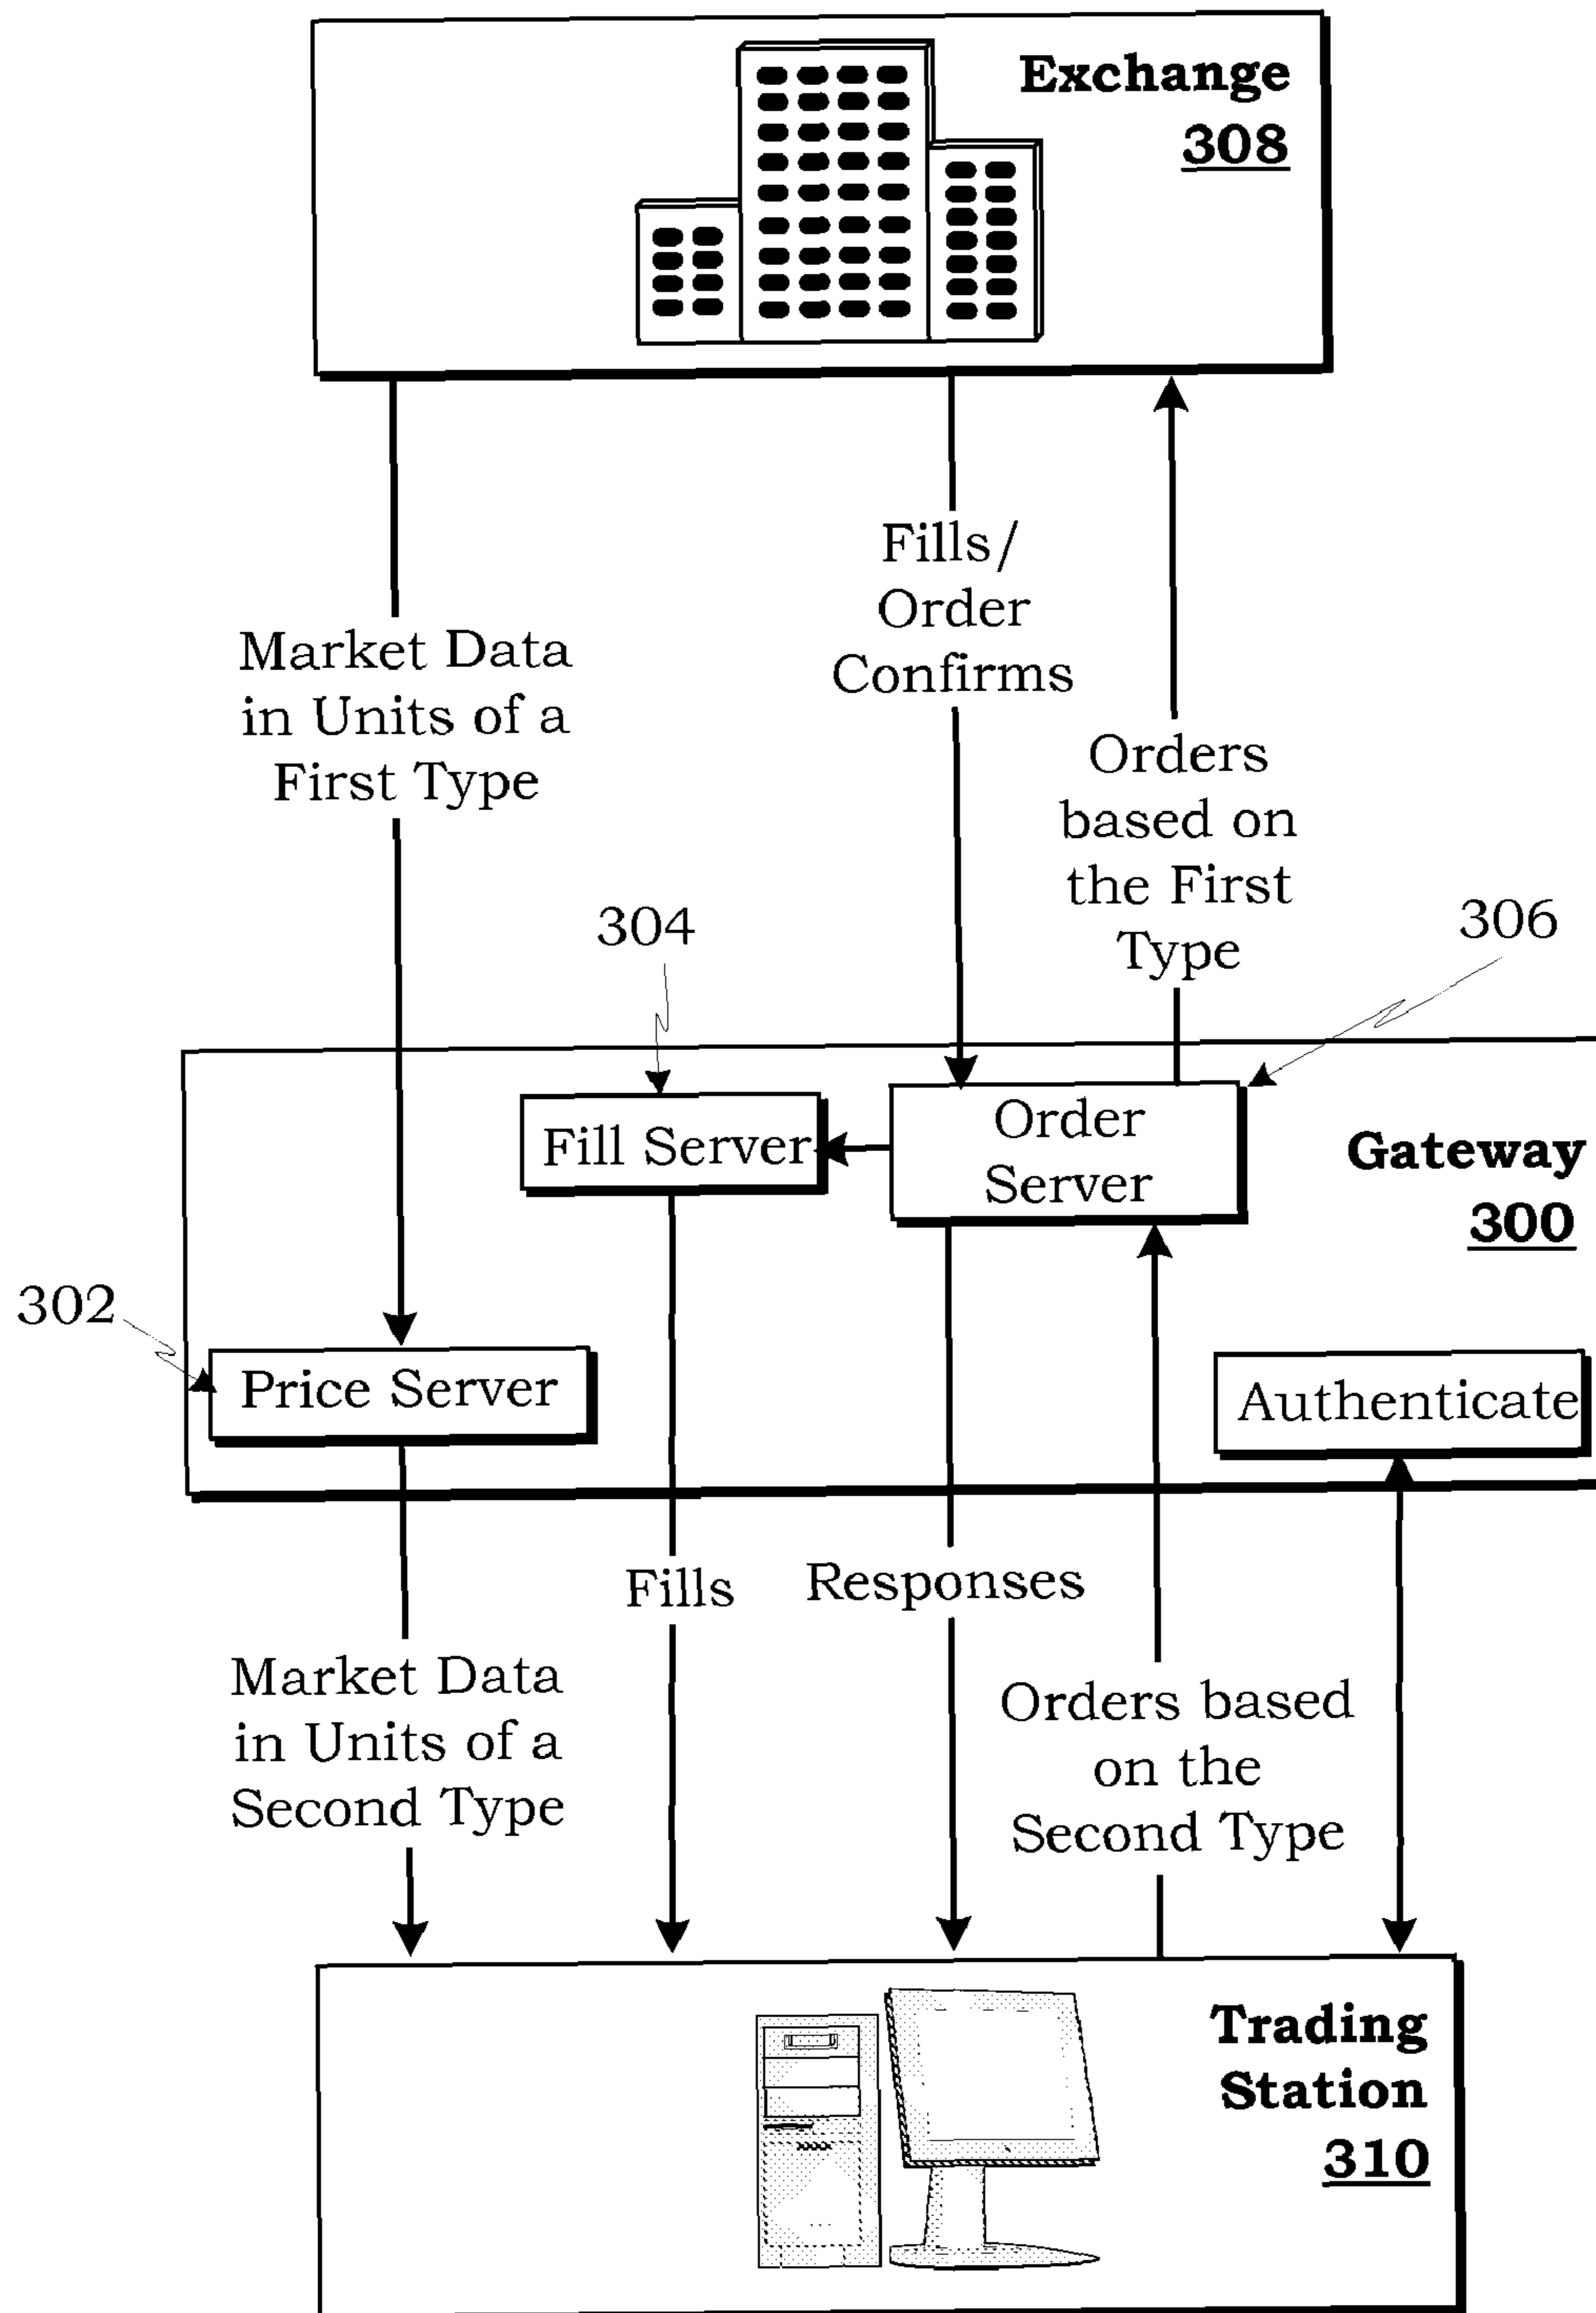 Exchange
308
Fills/
Order
Confirms
Market Data
in Units of a
First Type
Orders
based on
the First
Type
304
306
Fill Server
Order
Server
Gateway
300
302
Price Server
Authenticate
Fills
Responses
Market Data
in Units of a
Second Type
Orders based
on the
Second Type
Trading
Station
310